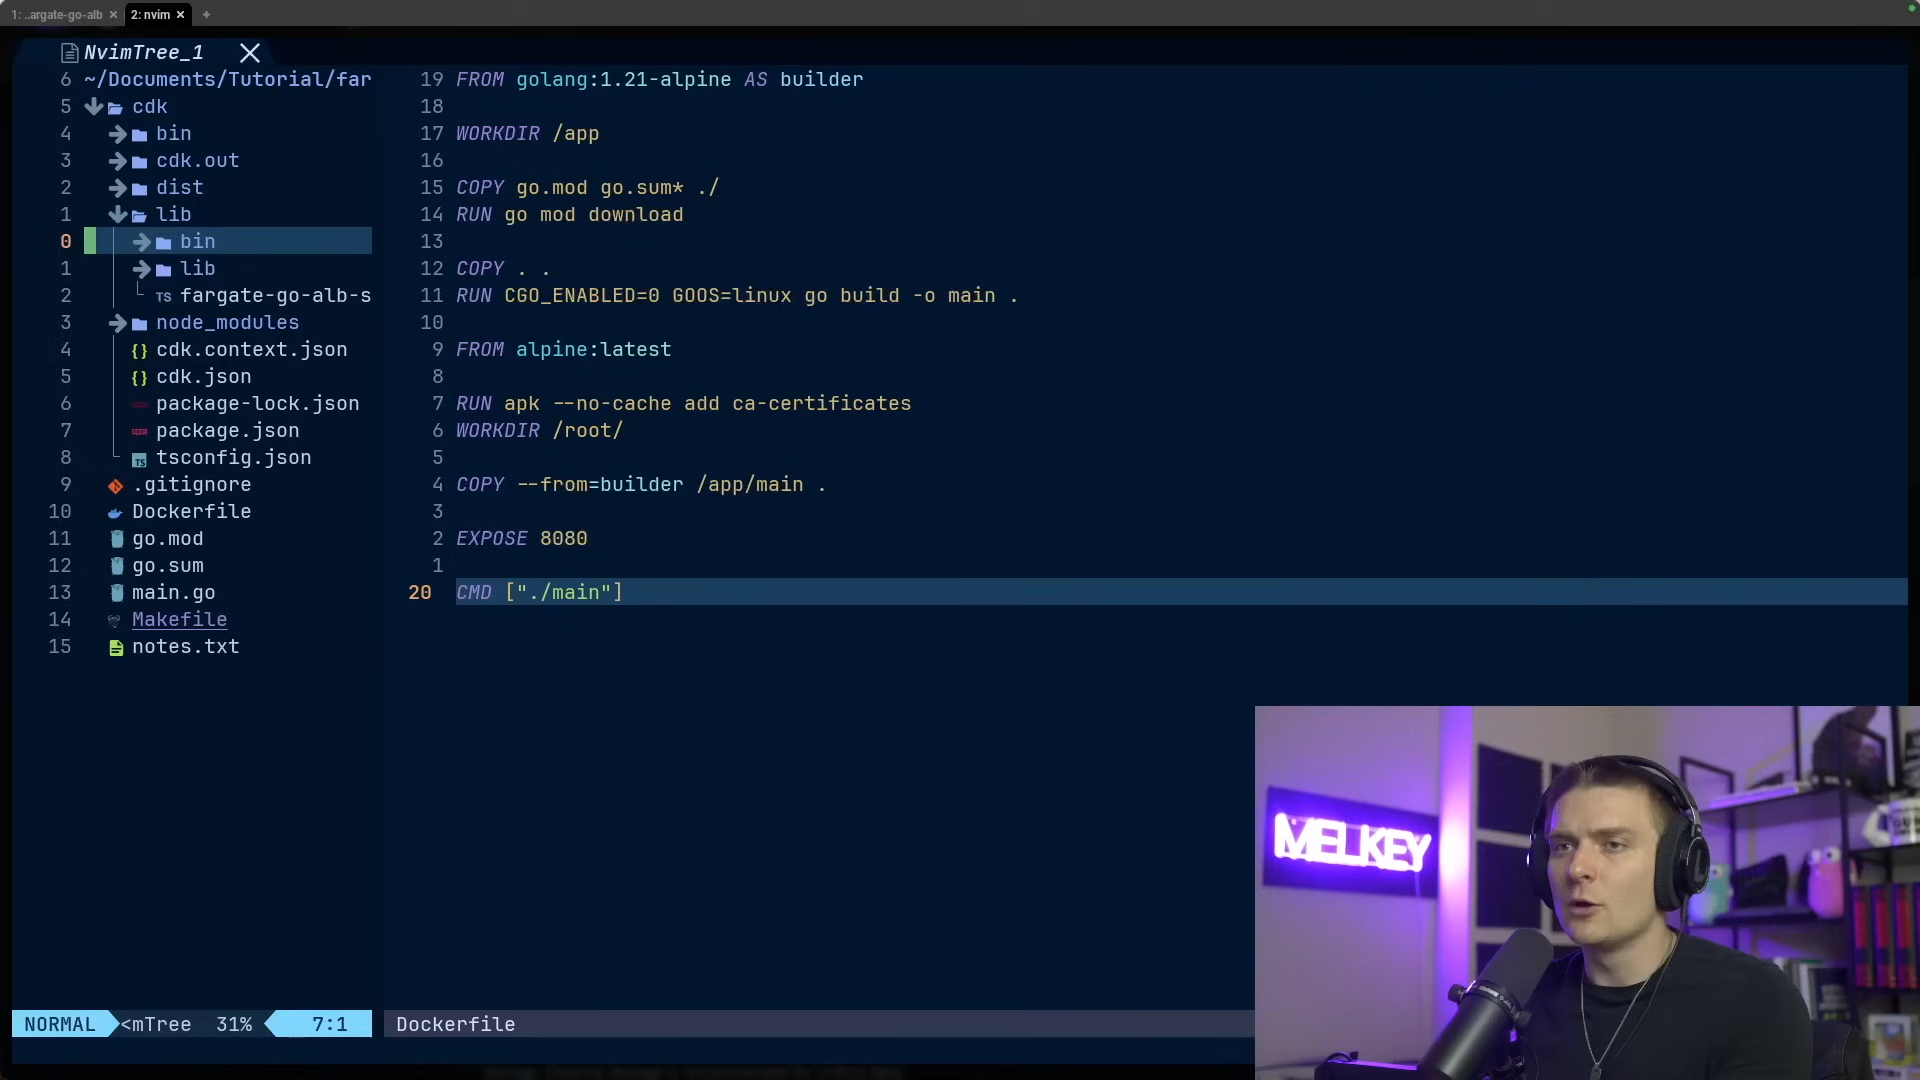 1: ..argate-go-alb ✕ 2: nvim ✕ +
NvimTree_1
6 ~/Documents/Tutorial/far
5 cdk
4 bin
3 cdk.out
2 dist
1 lib
0 bin
1 lib
2 TS fargate-go-alb-s
3 node_modules
4 {} cdk.context.json
5 {} cdk.json
6 package-lock.json
7 package.json
8 TS tsconfig.json
9 .gitignore
10 Dockerfile
11 go.mod
12 go.sum
13 main.go
14 Makefile
15 notes.txt
19 FROM golang:1.21-alpine AS builder
18
17 WORKDIR /app
16
15 COPY go.mod go.sum* ./
14 RUN go mod download
13
12 COPY . .
11 RUN CGO_ENABLED=0 GOOS=linux go build -o main .
10
9 FROM alpine:latest
8
7 RUN apk --no-cache add ca-certificates
6 WORKDIR /root/
5
4 COPY --from=builder /app/main .
3
2 EXPOSE 8080
1
20 CMD ["./main"]
MELKEY
NORMAL <mTree 31% 7:1 Dockerfile